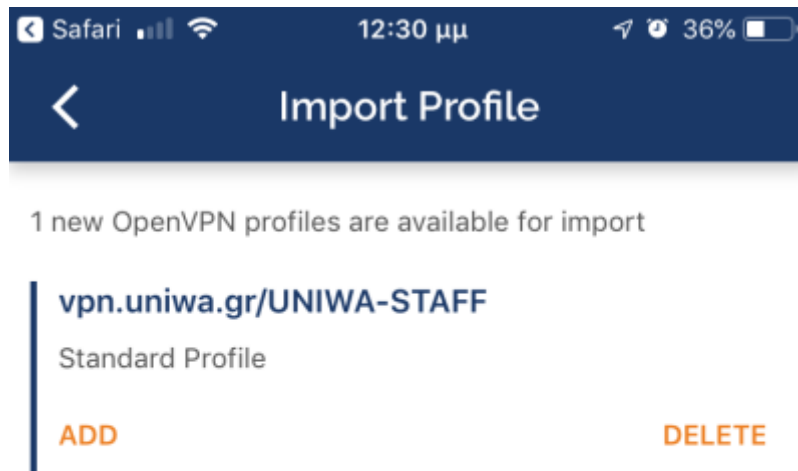 Safari 12:30 μμ 36%
Import Profile
1 new OpenVPN profiles are available for import
vpn.uniwa.gr/UNIWA-STAFF
Standard Profile
ADD DELETE